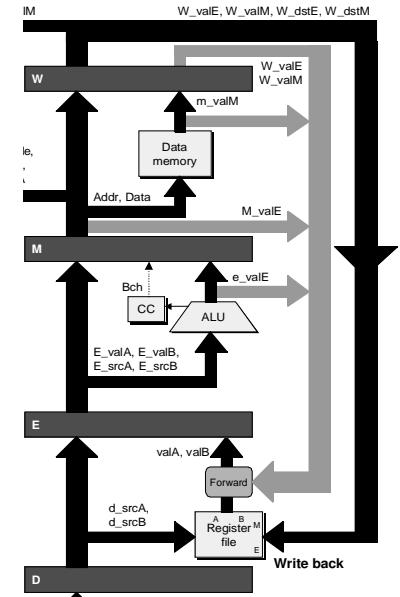 IM
W_valE, W_valM, W_dstE, W_dstM
W_valE
W_valM
W
m_valM
Data
memory
Addr, Data
M_valE
M
e_valE
Bch
CC
ALU
E_valA, E_valB,
E_srcA, E_srcB
E
valA, valB
Forward
d_srcA,
d_srcB
A B
M
Register
file
E
Write back
D